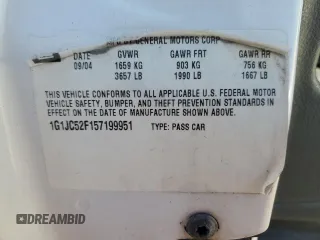 BY GENERAL MOTORS CORP
DATE GVWR GAWR FRT GAWR RR
09/04 1659 KG 903 KG 756 KG
3657 LB 1990 LB 1667 LB
THIS VEHICLE CONFORMS TO ALL APPLICABLE U.S. FEDERAL MOTOR
VEHICLE SAFETY, BUMPER, AND THEFT PREVENTION STANDARDS IN
EFFECT ON THE DATE OF MANUFACTURE SHOWN ABOVE.
1G1JC52F157199951 TYPE: PASS CAR
DREAMBID